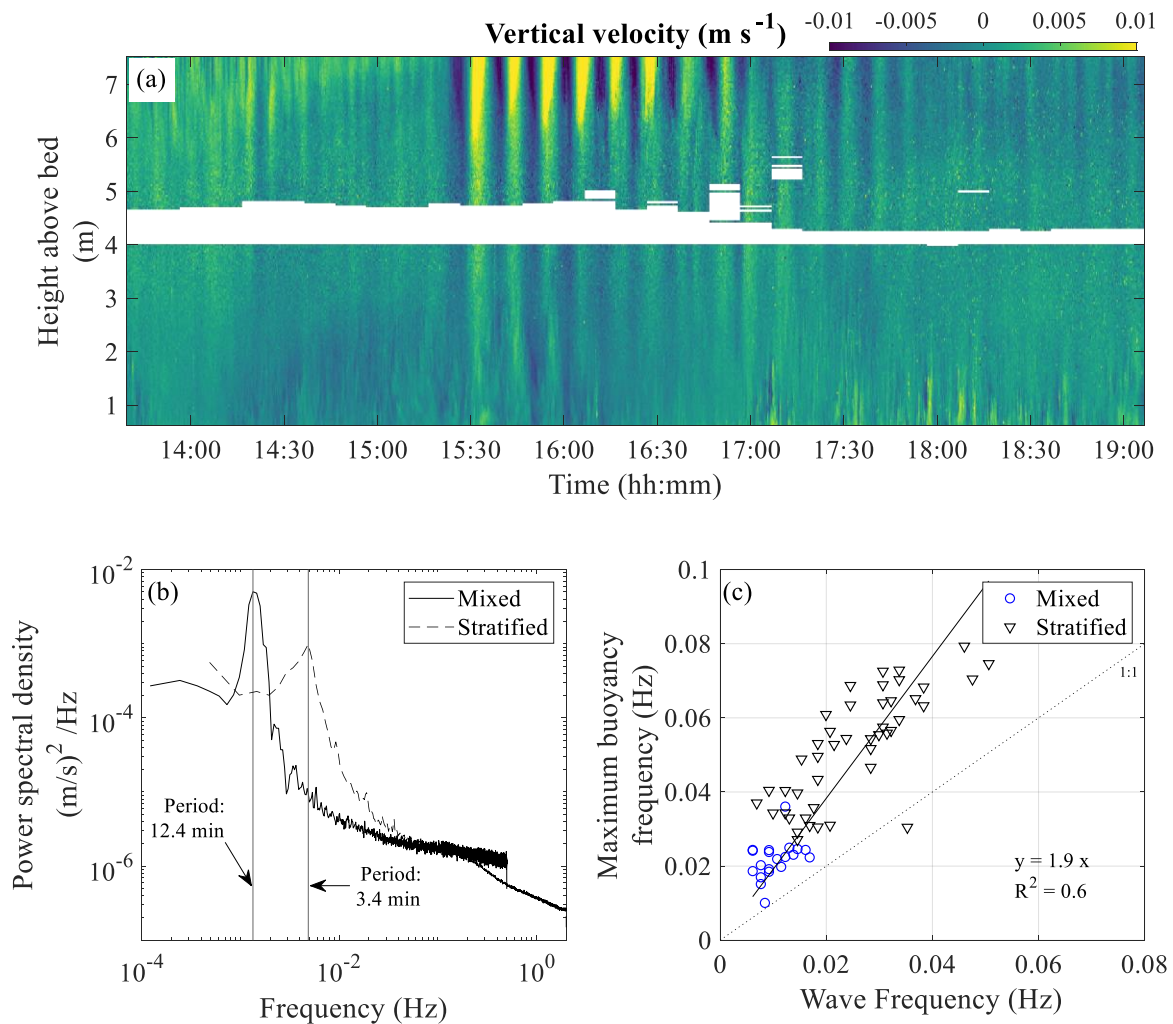 Vertical velocity (m s-1)
-0.01 -0.005 0 0.005 0.01
(a)
Height above bed
(m)
7
6
5
4
3
2
1
14:00 14:30 15:00 15:30 16:00 16:30 17:00 17:30 18:00 18:30 19:00
Time (hh:mm)
(b)
Mixed
Stratified
Power spectral density
(m/s)2 /Hz
10-2
10-4
10-6
Period:
12.4 min
Period:
3.4 min
10-4 10-2 100
Frequency (Hz)
(c)
Mixed
Stratified
Maximum buoyancy
frequency (Hz)
0.1
0.08
0.06
0.04
0.02
0
1:1
y = 1.9 x
R2 = 0.6
0 0.02 0.04 0.06 0.08
Wave Frequency (Hz)